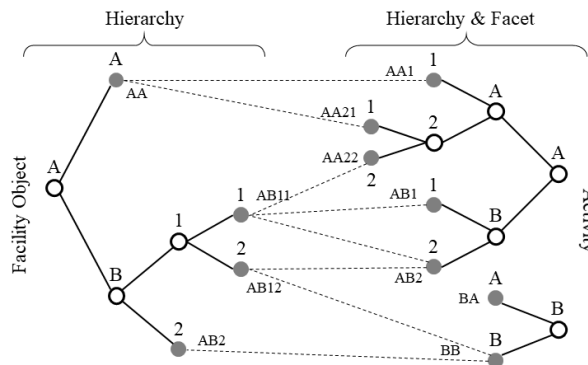 Hierarchy
Hierarchy & Facet
A
AA
1
AA1
A
AA21
1
2
AA22
2
A
A
Facility Object
1
1
AB11
AB1
1
B
Activity
2
AB12
2
AB2
B
A
BA
B
2
AB2
B
BB